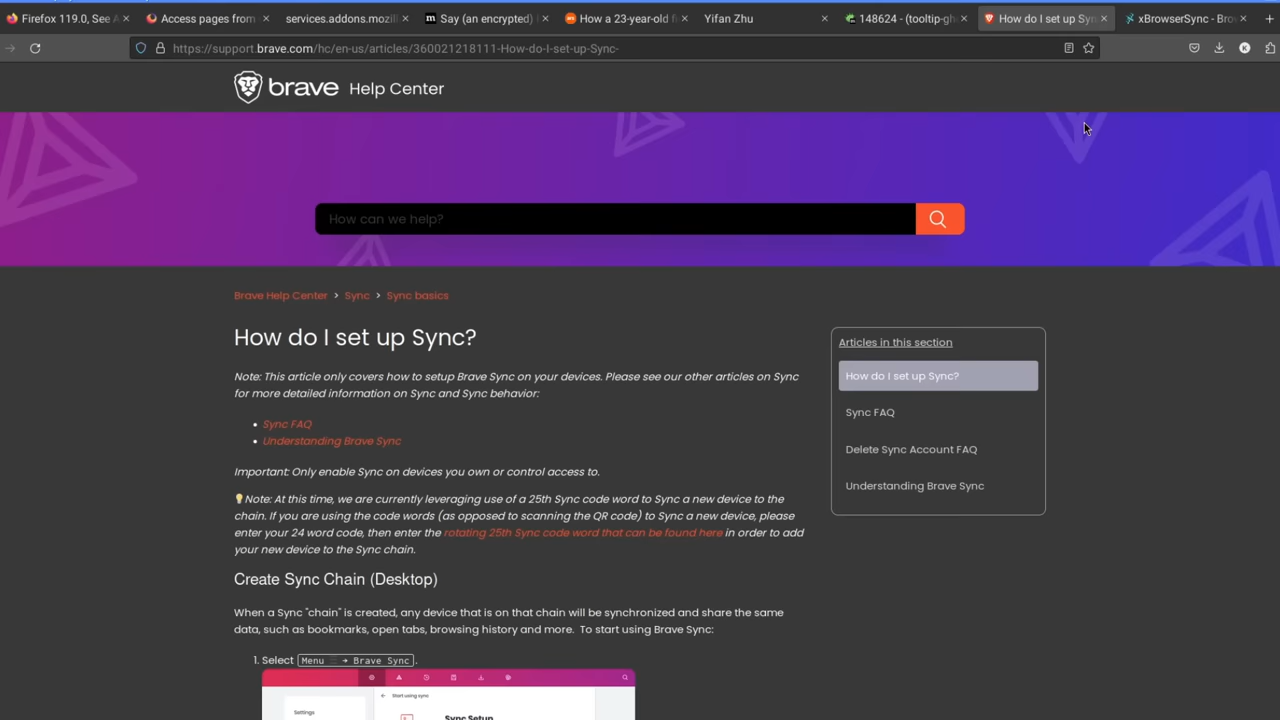 Firefox 119.0, See A
Access pages from
services.addons.mozil
Say (an encrypted)
How a 23-year-old f
Yifan Zhu
148624 - (tooltip-gh
How do I set up Syn
xBrowserSync - Brow
https://support.brave.com/hc/en-us/articles/360021218111-How-do-I-set-up-Sync-
brave Help Center
How can we help?
Brave Help Center > Sync > Sync basics
How do I set up Sync?
Note: This article only covers how to setup Brave Sync on your devices. Please see our other articles on Sync
for more detailed information on Sync and Sync behavior:
• Sync FAQ
• Understanding Brave Sync
Important: Only enable Sync on devices you own or control access to.
💡Note: At this time, we are currently leveraging use of a 25th Sync code word to Sync a new device to the
chain. If you are using the code words (as opposed to scanning the QR code) to Sync a new device, please
enter your 24 word code, then enter the rotating 25th Sync code word that can be found here in order to add
your new device to the Sync chain.
Create Sync Chain (Desktop)
When a Sync "chain" is created, any device that is on that chain will be synchronized and share the same
data, such as bookmarks, open tabs, browsing history and more. To start using Brave Sync:
1. Select Menu ☰ → Brave Sync.
Start using sync
Settings
Sync Setup
Articles in this section
How do I set up Sync?
Sync FAQ
Delete Sync Account FAQ
Understanding Brave Sync